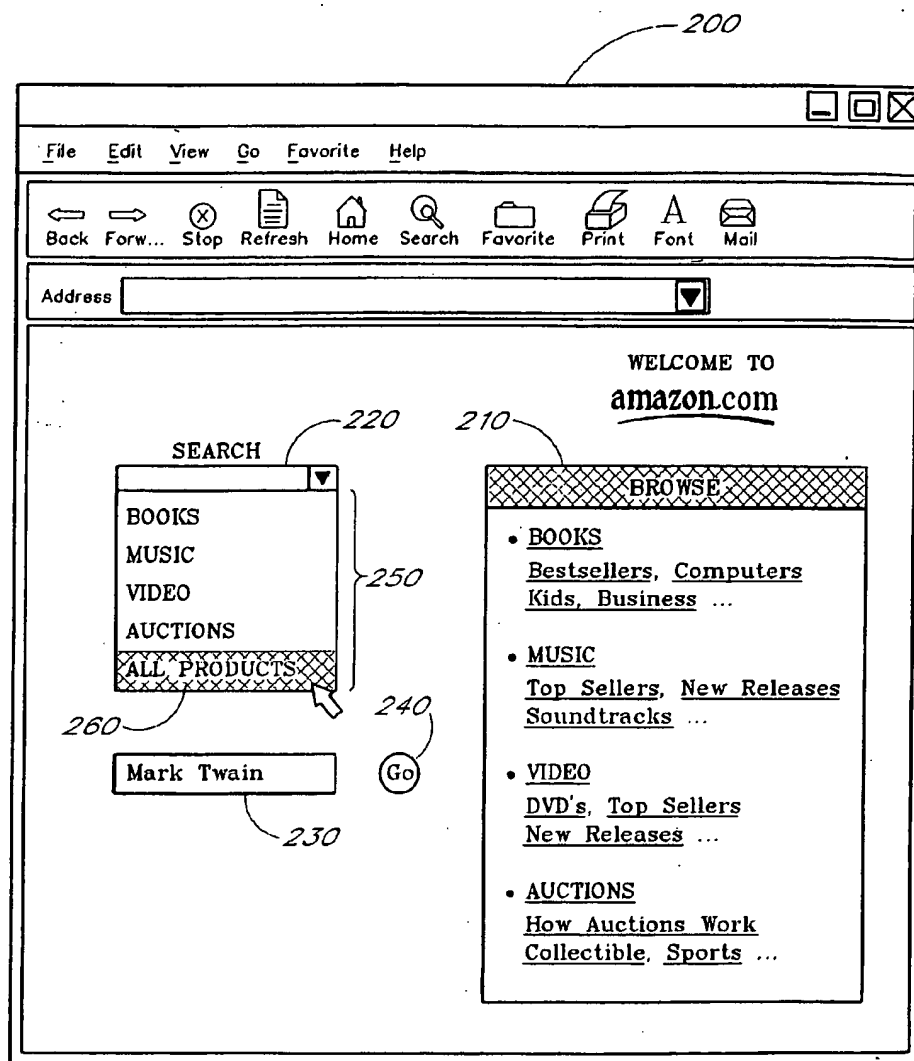 200
File Edit View Go Favorite Help
Back Forw... Stop Refresh Home Search Favorite Print Font Mail
Address
WELCOME TO
amazon.com
220
210
SEARCH
BOOKS
MUSIC
VIDEO
AUCTIONS
ALL PRODUCTS
250
260
240
Mark Twain
Go
230
BROWSE
• BOOKS
Bestsellers, Computers
Kids, Business ...
• MUSIC
Top Sellers, New Releases
Soundtracks ...
• VIDEO
DVD's, Top Sellers
New Releases ...
• AUCTIONS
How Auctions Work
Collectible, Sports ...